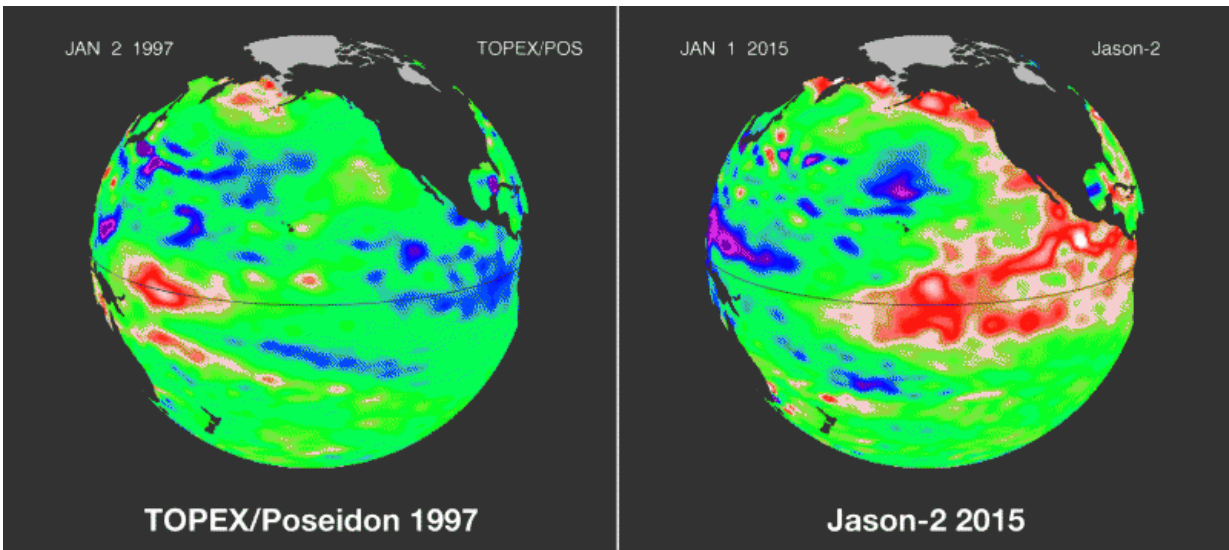 JAN 2 1997
TOPEX/POS
TOPEX/Poseidon 1997
JAN 1 2015
Jason-2
Jason-2 2015